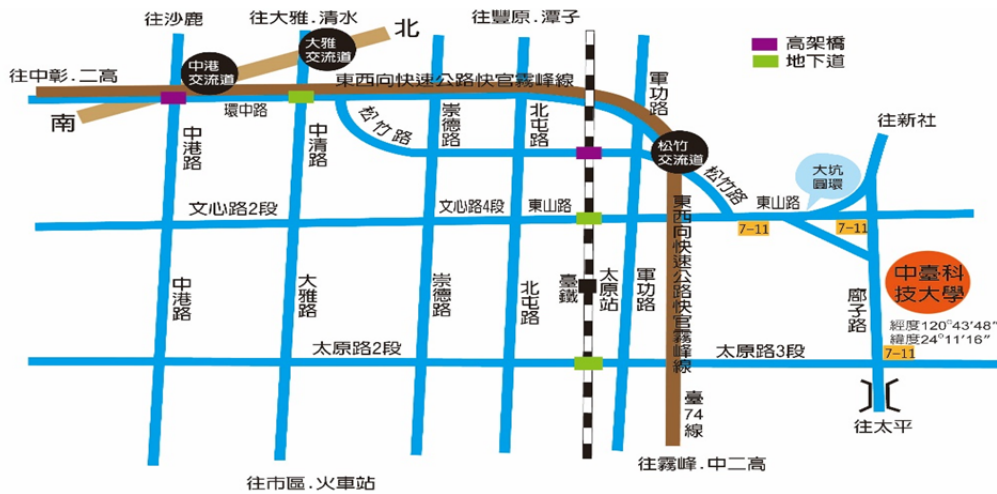 往沙鹿
往大雅.清水
往豐原.潭子
北
高架橋
地下道
大雅
交流道
中港
交流道
往中彰.二高
東西向快速公路快官霧峰線
軍功路
南
環中路
松竹路
崇德路
北屯路
往新社
中港路
中清路
松竹
交流道
松竹路
大坑
圓環
文心路2段
文心路4段
東山路
東山路
7-11
7-11
東西向快速公路快官霧峰線
中臺科
技大學
中港路
大雅路
崇德路
北屯路
臺鐵
太原站
軍功路
廍子路
經度120°43'48"
緯度24°11'16"
太原路2段
太原路3段
7-11
臺74線
往太平
往市區.火車站
往霧峰.中二高